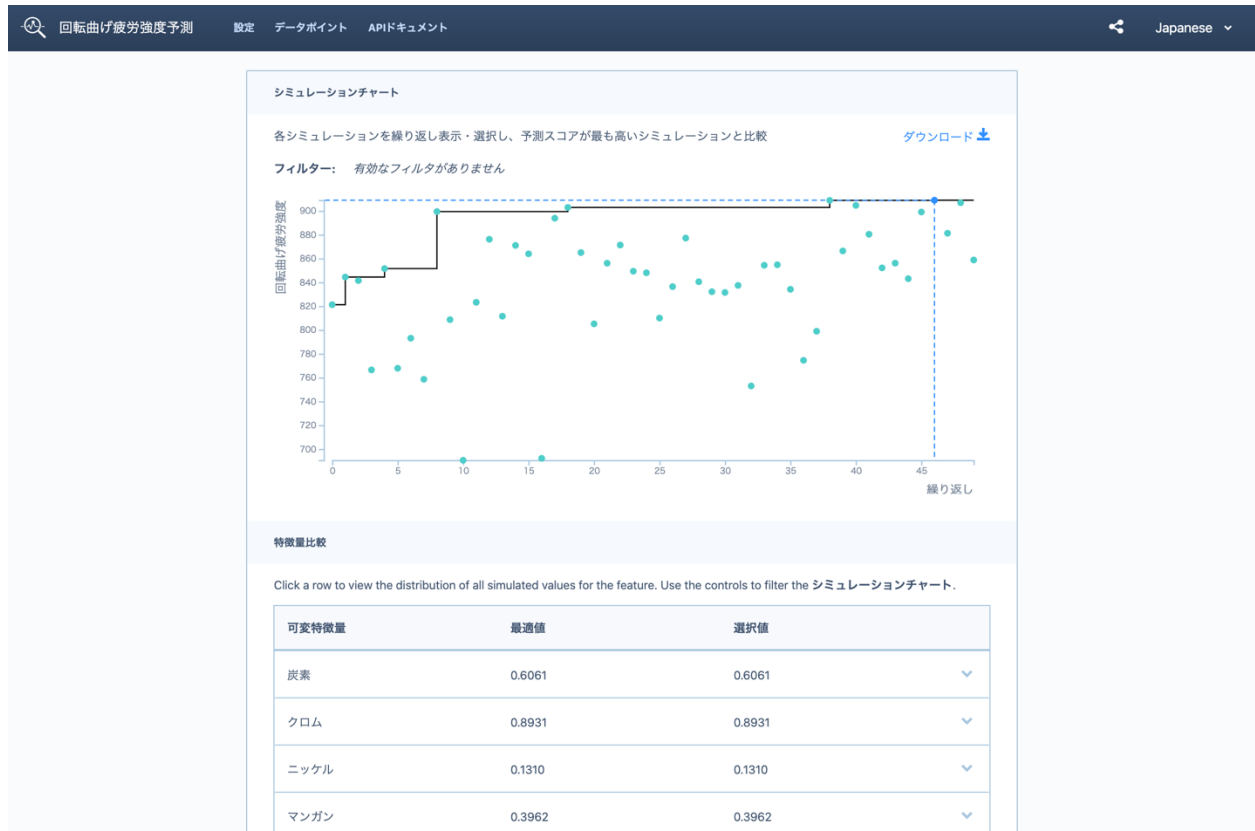 回転曲げ疲労強度予測 設定 データポイント APIドキュメント Japanese
シミュレーションチャート
各シミュレーションを繰り返し表示・選択し、予測スコアが最も高いシミュレーションと比較 ダウンロード
フィルター: 有効なフィルタがありません
回転曲げ疲労強度
900
880
860
840
820
800
780
760
740
720
700
0 5 10 15 20 25 30 35 40 45
繰り返し
特徴量比較
Click a row to view the distribution of all simulated values for the feature. Use the controls to filter the シミュレーションチャート.
可変特徴量 最適値 選択値
炭素 0.6061 0.6061
クロム 0.8931 0.8931
ニッケル 0.1310 0.1310
マンガン 0.3962 0.3962